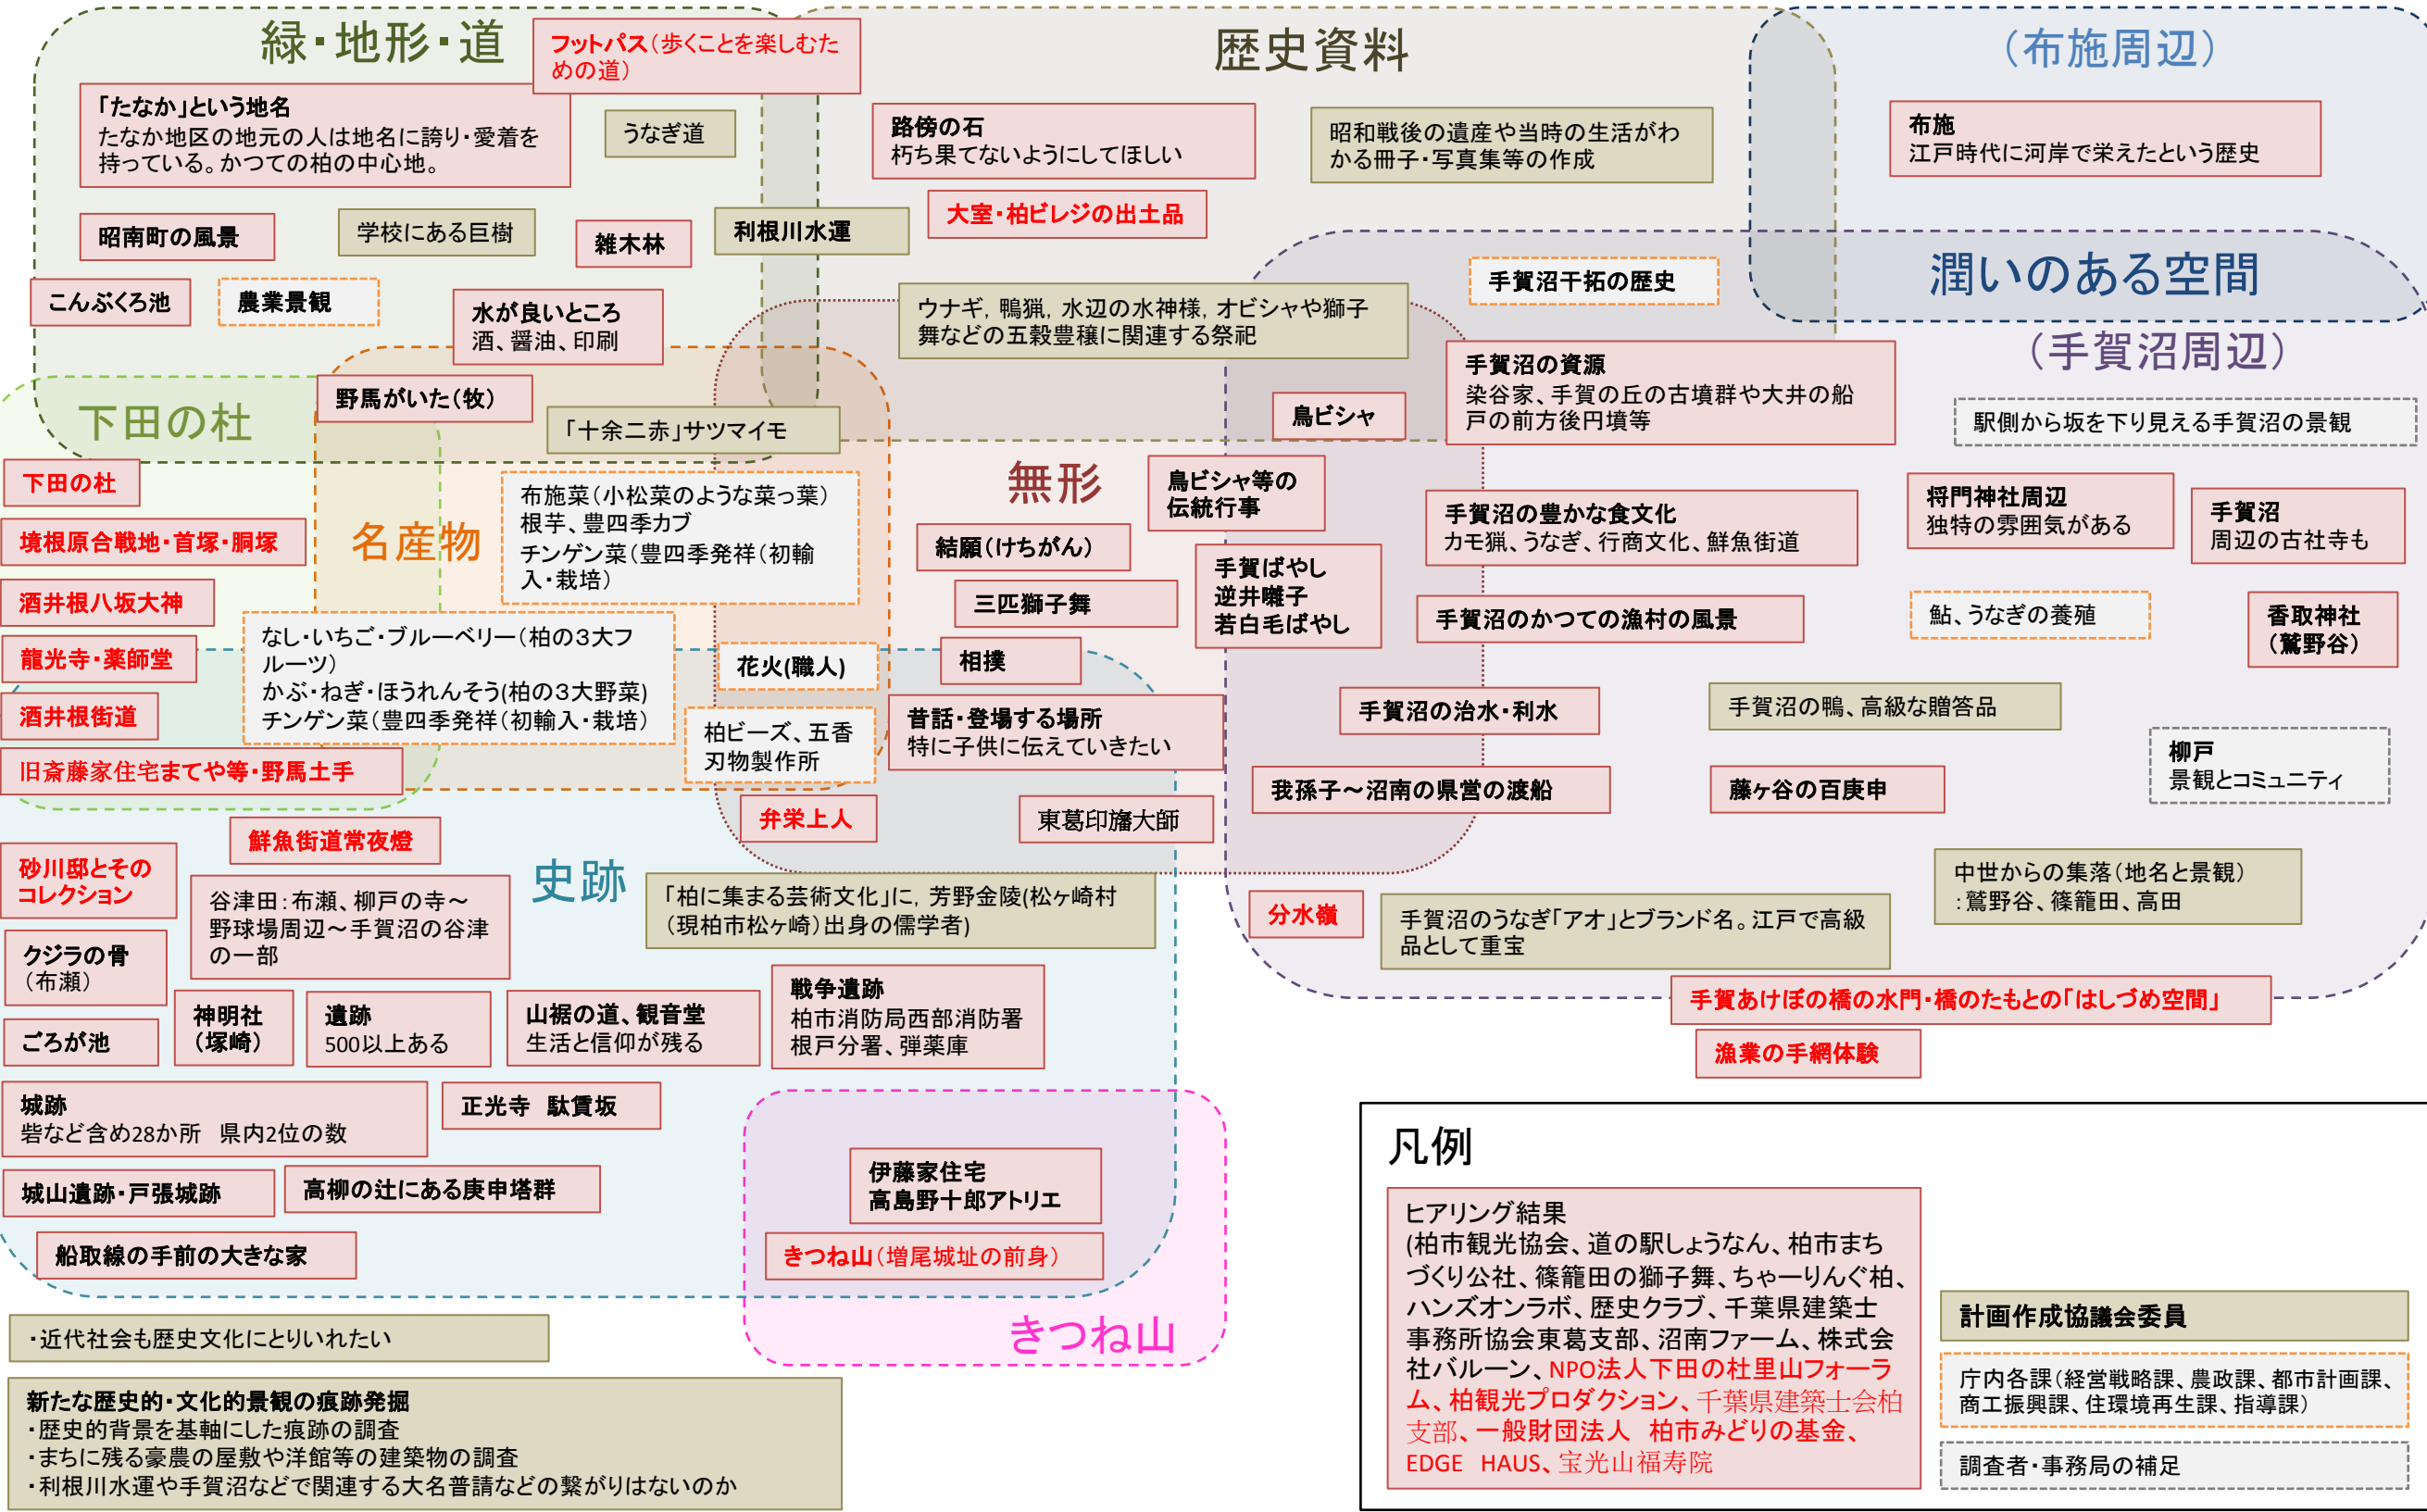 緑・地形・道
フットパス（歩くことを楽しむた
めの道）
歴史資料
（布施周辺）
「たなか」という地名
たなか地区の地元の人は地名に誇り・愛着を
持っている。かつての柏の中心地。
うなぎ道
路傍の石
朽ち果てないようにしてほしい
昭和戦後の遺産や当時の生活がわ
かる冊子・写真集等の作成
布施
江戸時代に河岸で栄えたという歴史
大室・柏ビレジの出土品
昭南町の風景
学校にある巨樹
雑木林
利根川水運
潤いのある空間
（手賀沼周辺）
手賀沼干拓の歴史
こんぶくろ池
農業景観
水が良いところ
酒、醤油、印刷
ウナギ，鴨猟，水辺の水神様，オビシャや獅子
舞などの五穀豊穣に関連する祭祀
手賀沼の資源
染谷家、手賀の丘の古墳群や大井の船
戸の前方後円墳等
下田の杜
野馬がいた（牧）
「十余二赤」サツマイモ
鳥ビシャ
駅側から坂を下り見える手賀沼の景観
下田の杜
名産物
布施菜（小松菜のような菜っ葉）
根芋、豊四季カブ
チンゲン菜（豊四季発祥（初輸
入・栽培）
無形
鳥ビシャ等の
伝統行事
手賀沼の豊かな食文化
カモ猟、うなぎ、行商文化、鮮魚街道
将門神社周辺
独特の雰囲気がある
手賀沼
周辺の古社寺も
境根原合戦地・首塚・胴塚
結願（けちがん）
酒井根八坂大神
三匹獅子舞
手賀ばやし
逆井囃子
若白毛ばやし
手賀沼のかつての漁村の風景
鮎、うなぎの養殖
香取神社
（鷲野谷）
龍光寺・薬師堂
なし・いちご・ブルーベリー（柏の３大フ
ルーツ）
かぶ・ねぎ・ほうれんそう(柏の３大野菜)
チンゲン菜（豊四季発祥（初輸入・栽培）
花火(職人)
相撲
酒井根街道
柏ビーズ、五香
刃物製作所
昔話・登場する場所
特に子供に伝えていきたい
手賀沼の治水・利水
手賀沼の鴨、高級な贈答品
柳戸
景観とコミュニティ
旧斎藤家住宅まてや等・野馬土手
我孫子～沼南の県営の渡船
藤ヶ谷の百庚申
弁栄上人
東葛印旛大師
鮮魚街道常夜燈
砂川邸とその
コレクション
史跡
谷津田：布瀬、柳戸の寺～
野球場周辺～手賀沼の谷津
の一部
「柏に集まる芸術文化」に，芳野金陵(松ヶ崎村
（現柏市松ヶ崎）出身の儒学者)
分水嶺
手賀沼のうなぎ「アオ」とブランド名。江戸で高級
品として重宝
中世からの集落（地名と景観）
：鷲野谷、篠籠田、高田
クジラの骨
（布瀬）
戦争遺跡
柏市消防局西部消防署
根戸分署、弾薬庫
手賀あけぼの橋の水門・橋のたもとの「はしづめ空間」
漁業の手網体験
ごろが池
神明社
（塚崎）
遺跡
500以上ある
山裾の道、観音堂
生活と信仰が残る
城跡
砦など含め28か所　県内2位の数
正光寺　駄賃坂
城山遺跡・戸張城跡
高柳の辻にある庚申塔群
伊藤家住宅
高島野十郎アトリエ
船取線の手前の大きな家
きつね山（増尾城址の前身）
きつね山
・近代社会も歴史文化にとりいれたい
新たな歴史的・文化的景観の痕跡発掘
・歴史的背景を基軸にした痕跡の調査
・まちに残る豪農の屋敷や洋館等の建築物の調査
・利根川水運や手賀沼などで関連する大名普請などの繋がりはないのか
凡例
ヒアリング結果
(柏市観光協会、道の駅しょうなん、柏市まち
づくり公社、篠籠田の獅子舞、ちゃーりんぐ柏、
ハンズオンラボ、歴史クラブ、千葉県建築士
事務所協会東葛支部、沼南ファーム、株式会
社バルーン、NPO法人下田の杜里山フォーラ
ム、柏観光プロダクション、千葉県建築士会柏
支部、一般財団法人　柏市みどりの基金、
EDGE　HAUS、宝光山福寿院
計画作成協議会委員
庁内各課（経営戦略課、農政課、都市計画課、
商工振興課、住環境再生課、指導課）
調査者・事務局の補足